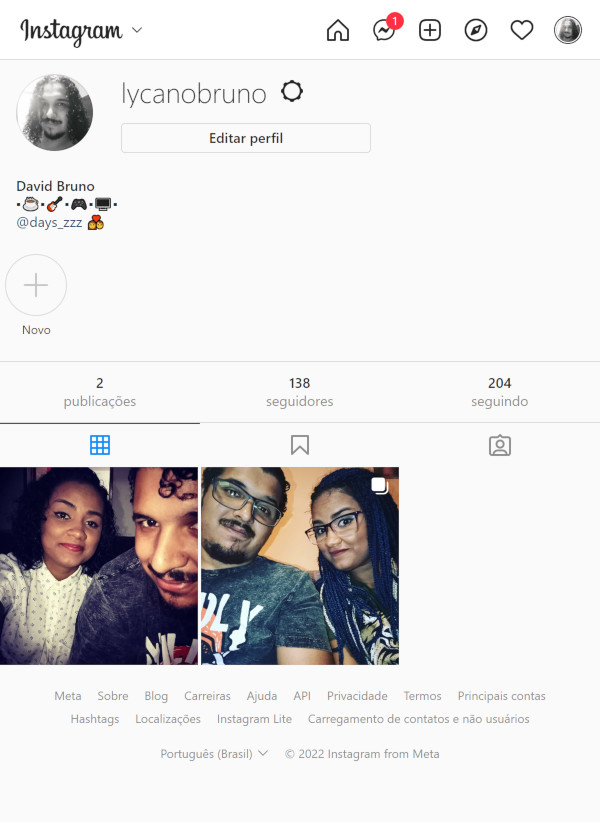 Instagram
1
lycanobruno
Editar perfil
David Bruno
@days_zzz
Novo
2 138 204
publicações seguidores seguindo
Meta Sobre Blog Carreiras Ajuda API Privacidade Termos Principais contas
Hashtags Localizações Instagram Lite Carregamento de contatos e não usuários
Português (Brasil) © 2022 Instagram from Meta